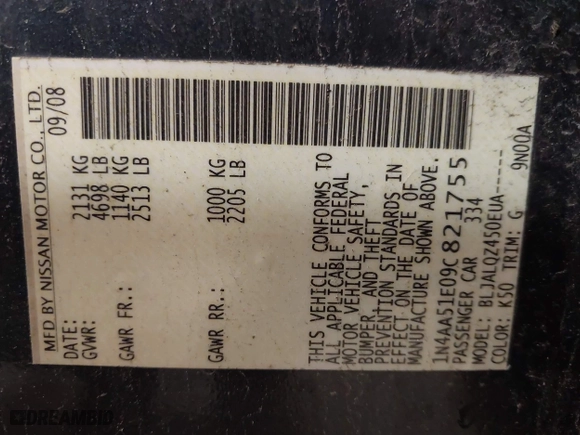 MFD BY NISSAN MOTOR CO., LTD.
DATE: 09/08
GVWR: 2131 KG
4698 LB
GAWR FR.: 1140 KG
2513 LB
GAWR RR.: 1000 KG
2205 LB
THIS VEHICLE CONFORMS TO
ALL APPLICABLE FEDERAL
MOTOR VEHICLE SAFETY,
BUMPER, AND THEFT
PREVENTION STANDARDS IN
EFFECT ON THE DATE OF
MANUFACTURE SHOWN ABOVE.
1N4AA51E09C821755
PASSENGER CAR 334
MODEL: BLJALQZ450EUA-----
COLOR: K50 TRIM: G 9N00A
DREAMBID